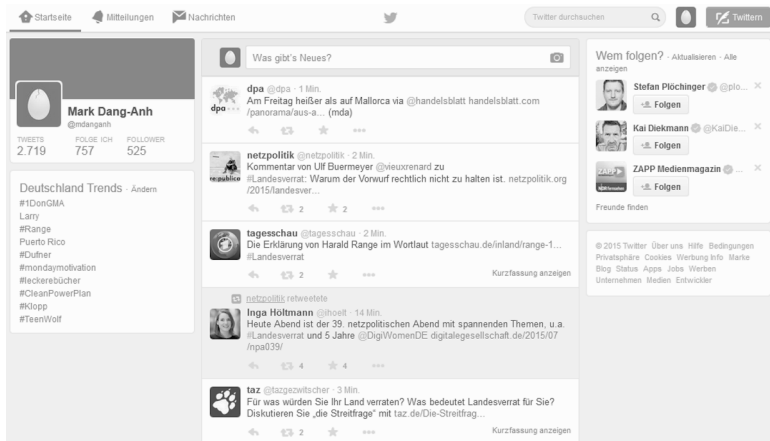 Startseite Mitteilungen Nachrichten Twitter durchsuchen Twittern
Mark Dang-Anh
@mdanganh
TWEETS FOLGE ICH FOLLOWER
2.719 757 525
Deutschland Trends · Ändern
#1DonGMA
Larry
#Range
Puerto Rico
#Dufner
#mondaymotivation
#leckerebücher
#CleanPowerPlan
#Klopp
#TeenWolf
Was gibt's Neues?
dpa @dpa · 1 Min.
Am Freitag heißer als auf Mallorca via @handelsblatt handelsblatt.com
/panorama/aus-a... (mda)
dpa
netzpolitik @netzpolitik · 2 Min.
Kommentar von Ulf Buermeyer @vieuxrenard zu
#Landesverrat: Warum der Vorwurf rechtlich nicht zu halten ist. netzpolitik.org
/2015/landesver...
re:publica
2 2
tagesschau @tagesschau · 2 Min.
Die Erklärung von Harald Range im Wortlaut tagesschau.de/inland/range-1...
#Landesverrat
2 Kurzfassung anzeigen
netzpolitik retweetete
Inga Höltmann @ihoelt · 14 Min.
Heute Abend ist der 39. netzpolitischen Abend mit spannenden Themen, u.a.
#Landesverrat und 5 Jahre @DigiWomenDE digitalegesellschaft.de/2015/07
/npa039/
4 4
taz @tazgezwitscher · 3 Min.
Für was würden Sie Ihr Land verraten? Was bedeutet Landesverrat für Sie?
Diskutieren Sie „die Streitfrage" mit taz.de/Die-Streitfrag...
2 Kurzfassung anzeigen
Wem folgen? · Aktualisieren · Alle
anzeigen
Stefan Plöchinger @plo...
Folgen
Kai Diekmann @KaiDie...
Folgen
ZAPP Medienmagazin ...
ZAPP
Folgen
Freunde finden
© 2015 Twitter Über uns Hilfe Bedingungen
Privatsphäre Cookies Werbung Info Marke
Blog Status Apps Jobs Werben
Unternehmen Medien Entwickler